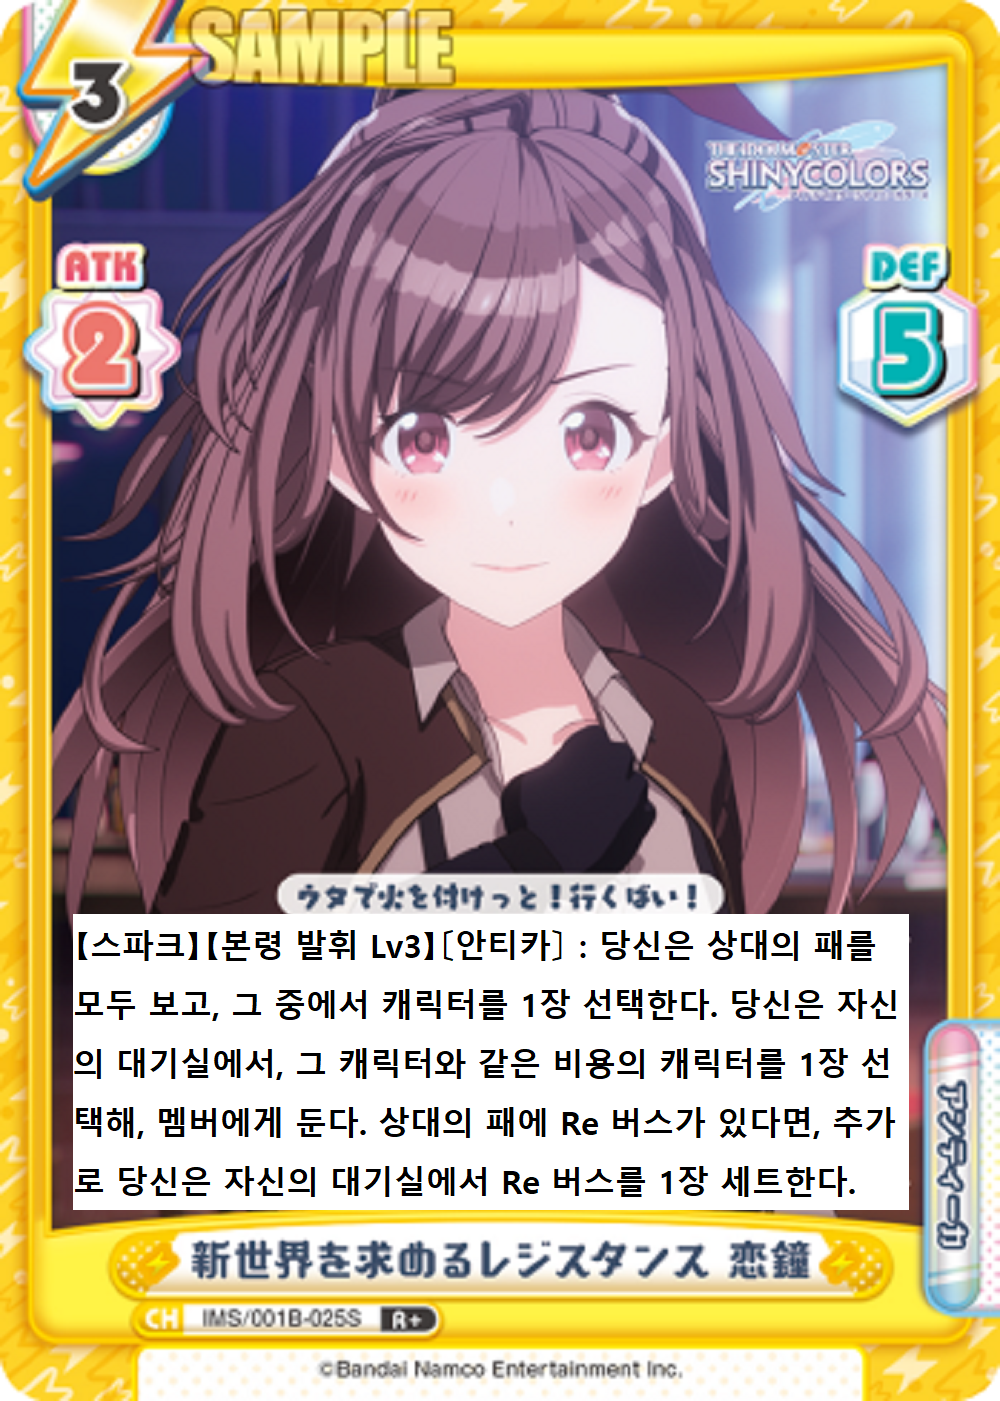 SAMPLE
3
THE IDOLM@STER
SHINYCOLORS
ATK
2
DEF
5
ウタで火を付けっと！行くばい！
【스파크】【본령 발휘 Lv3】〔안티카〕 : 당신은 상대의 패를
모두 보고, 그 중에서 캐릭터를 1장 선택한다. 당신은 자신
의 대기실에서, 그 캐릭터와 같은 비용의 캐릭터를 1장 선
택해, 멤버에게 둔다. 상대의 패에 Re 버스가 있다면, 추가
로 당신은 자신의 대기실에서 Re 버스를 1장 세트한다.
アンティーカ
新世界を求めるレジスタンス 恋鐘
CH IMS/001B-025S R+
©Bandai Namco Entertainment Inc.